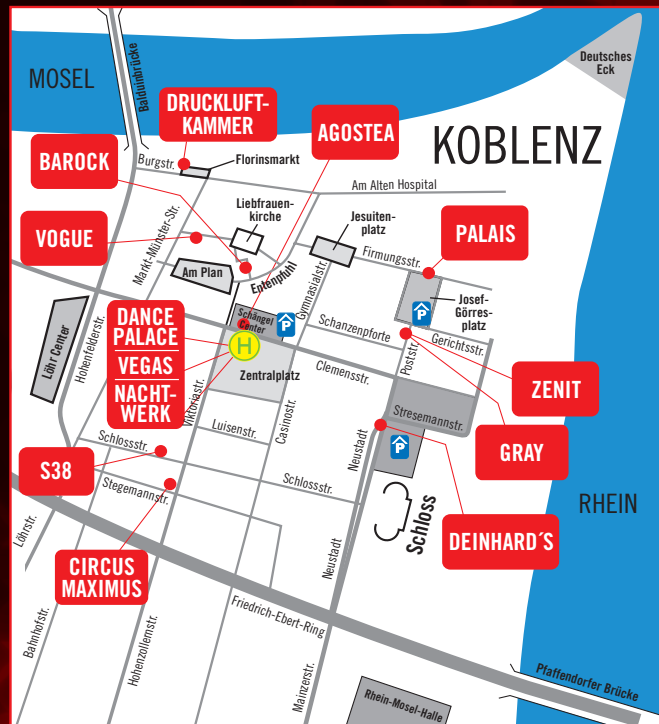 MOSEL
Balduinbrücke
Deutsches
Eck
DRUCKLUFT-
KAMMER
AGOSTEA
KOBLENZ
BAROCK
Burgstr.
Florinsmarkt
Am Alten Hospital
Liebfrauen-
kirche
Jesuiten-
platz
VOGUE
Markt-Münster-Str.
PALAIS
Firmungsstr.
Am Plan
Entenpfuhl
Gymnasialstr.
Josef-
Görres-
platz
Löhr Center
Hohenfelderstr.
DANCE
PALACE
VEGAS
NACHT-
WERK
Schängel
Center
P
P
H
Schanzenpforte
Gerichtsstr.
Poststr.
Zentralplatz
Clemensstr.
ZENIT
Viktoriastr.
Luisenstr.
Casinostr.
Stresemannstr.
Neustadt
P
GRAY
S38
Schlossstr.
Schlossstr.
Stegemannstr.
Schloss
DEINHARD´S
RHEIN
Löhrstr.
CIRCUS
MAXIMUS
Neustadt
Friedrich-Ebert-Ring
Bahnhofstr.
Hohenzollernstr.
Mainzerstr.
Rhein-Mosel-Halle
Pfaffendorfer Brücke